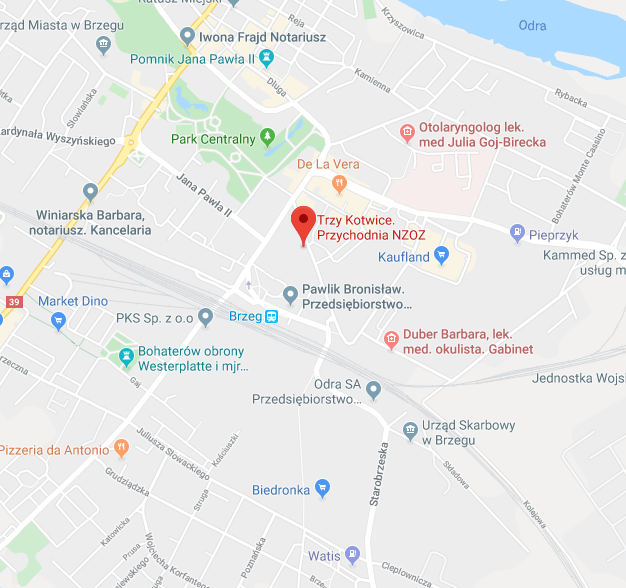 Ratusz Miejski
Krzyszowica
Odra
Urząd Miasta w Brzegu
Iwona Frajd Notariusz
Reja
Pomnik Jana Pawła II
Długa
Kamienna
Rybacka
Słowiańska
Kardynała Wyszyńskiego
Park Centralny
Otolaryngolog lek.
med Julia Goj-Birecka
Bohaterów Monte Cassino
De La Vera
Jana Pawła II
Winiarska Barbara,
notariusz. Kancelaria
Trzy Kotwice.
Przychodnia NZOZ
Pieprzyk
Kaufland
Kammed Sp. z
usług m
39
Market Dino
Pawlik Bronisław.
Przedsiębiorstwo...
PKS Sp. z o.o
Brzeg
Duber Barbara, lek.
med. okulista. Gabinet
Bohaterów obrony
Westerplatte i mjr...
rzeczna
Gaj
Odra SA
Przedsiębiorstwo...
Jednostka Wojsk
Urząd Skarbowy
w Brzegu
Pizzeria da Antonio
Juliusza Słowackiego
Kościuszki
Starobrzeska
Składowa
Grudziądzka
Struga
Biedronka
Kolejowa
Katowicka
Prusa
Wojciecha Korfantego
Poznańska
Watis
Ciepłownicza
Brze